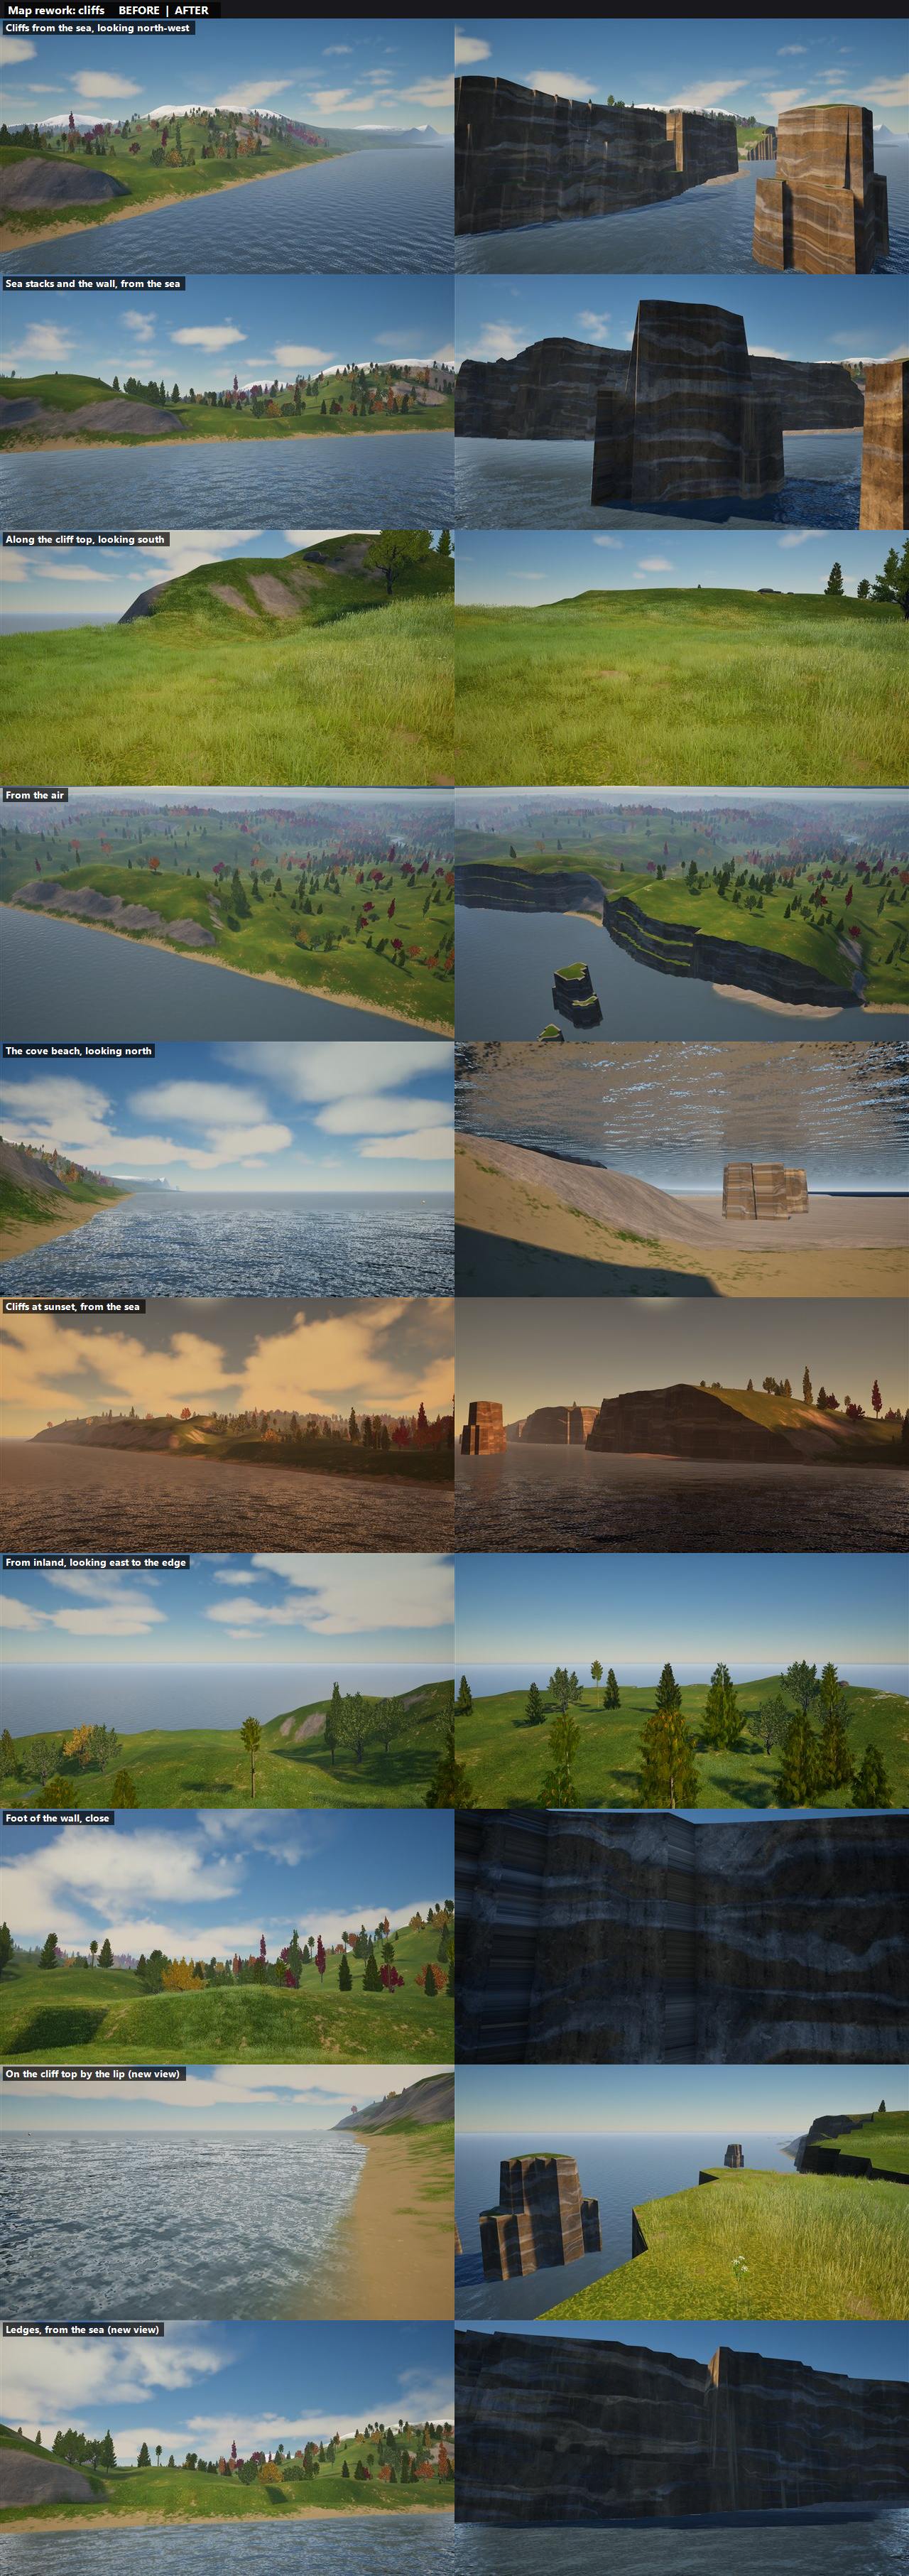 Map rework: cliffs BEFORE | AFTER
Cliffs from the sea, looking north-west
Sea stacks and the wall, from the sea
Along the cliff top, looking south
From the air
The cove beach, looking north
Cliffs at sunset, from the sea
From inland, looking east to the edge
Foot of the wall, close
On the cliff top by the lip (new view)
Ledges, from the sea (new view)